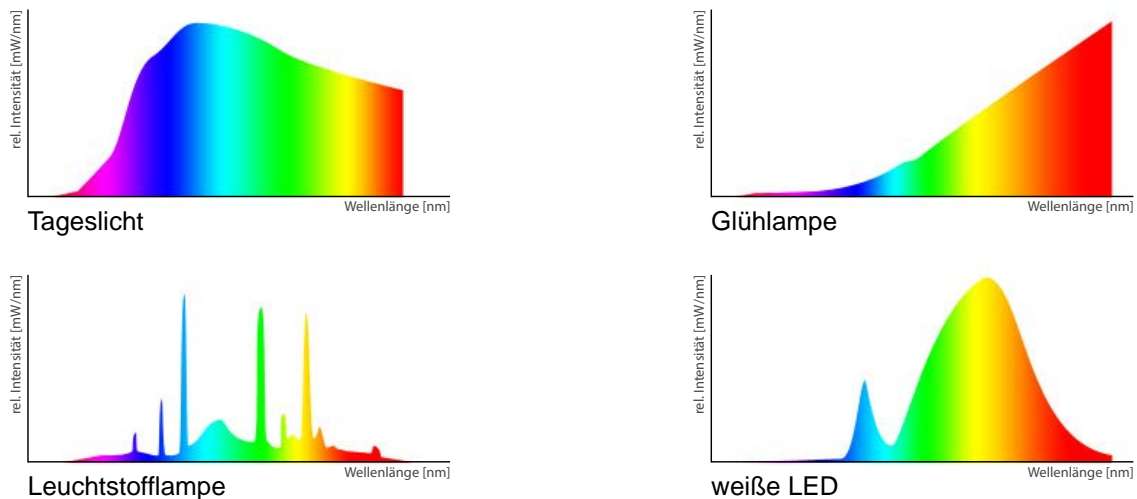 rel. Intensität [mW/nm]
Wellenlänge [nm]
Tageslicht
rel. Intensität [mW/nm]
Wellenlänge [nm]
Glühlampe
rel. Intensität [mW/nm]
Wellenlänge [nm]
Leuchtstofflampe
rel. Intensität [mW/nm]
Wellenlänge [nm]
weiße LED